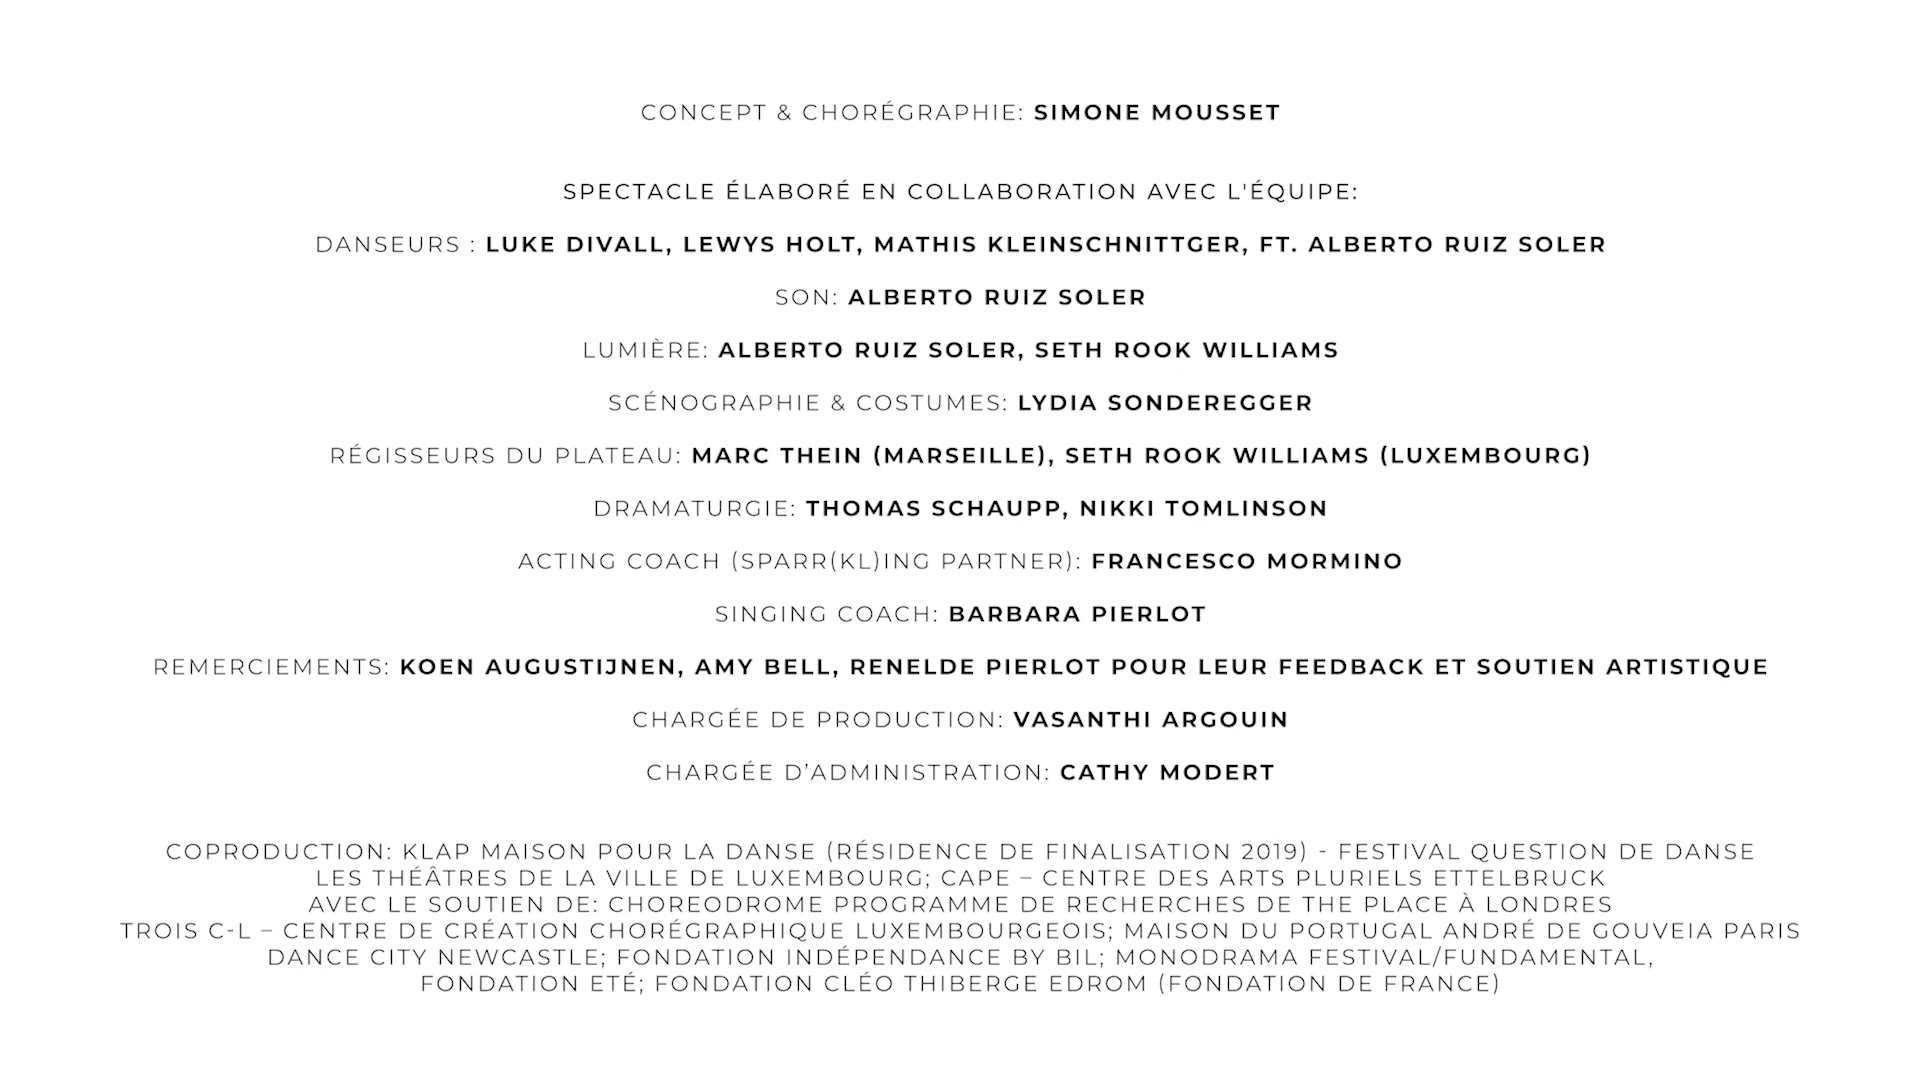 CONCEPT & CHORÉGRAPHIE: SIMONE MOUSSET
SPECTACLE ÉLABORÉ EN COLLABORATION AVEC L'ÉQUIPE:
DANSEURS : LUKE DIVALL, LEWYS HOLT, MATHIS KLEINSCHNITTGER, FT. ALBERTO RUIZ SOLER
SON: ALBERTO RUIZ SOLER
LUMIÈRE: ALBERTO RUIZ SOLER, SETH ROOK WILLIAMS
SCÉNOGRAPHIE & COSTUMES: LYDIA SONDEREGGER
RÉGISSEURS DU PLATEAU: MARC THEIN (MARSEILLE), SETH ROOK WILLIAMS (LUXEMBOURG)
DRAMATURGIE: THOMAS SCHAUPP, NIKKI TOMLINSON
ACTING COACH (SPARR(KL)ING PARTNER): FRANCESCO MORMINO
SINGING COACH: BARBARA PIERLOT
REMERCIEMENTS: KOEN AUGUSTIJNEN, AMY BELL, RENELDE PIERLOT POUR LEUR FEEDBACK ET SOUTIEN ARTISTIQUE
CHARGÉE DE PRODUCTION: VASANTHI ARGOUIN
CHARGÉE D’ADMINISTRATION: CATHY MODERT
COPRODUCTION: KLAP MAISON POUR LA DANSE (RÉSIDENCE DE FINALISATION 2019) - FESTIVAL QUESTION DE DANSE
LES THÉÂTRES DE LA VILLE DE LUXEMBOURG; CAPE – CENTRE DES ARTS PLURIELS ETTELBRUCK
AVEC LE SOUTIEN DE: CHOREODROME PROGRAMME DE RECHERCHES DE THE PLACE À LONDRES
TROIS C-L – CENTRE DE CRÉATION CHORÉGRAPHIQUE LUXEMBOURGEOIS; MAISON DU PORTUGAL ANDRÉ DE GOUVEIA PARIS
DANCE CITY NEWCASTLE; FONDATION INDÉPENDANCE BY BIL; MONODRAMA FESTIVAL/FUNDAMENTAL,
FONDATION ETÉ; FONDATION CLÉO THIBERGE EDROM (FONDATION DE FRANCE)